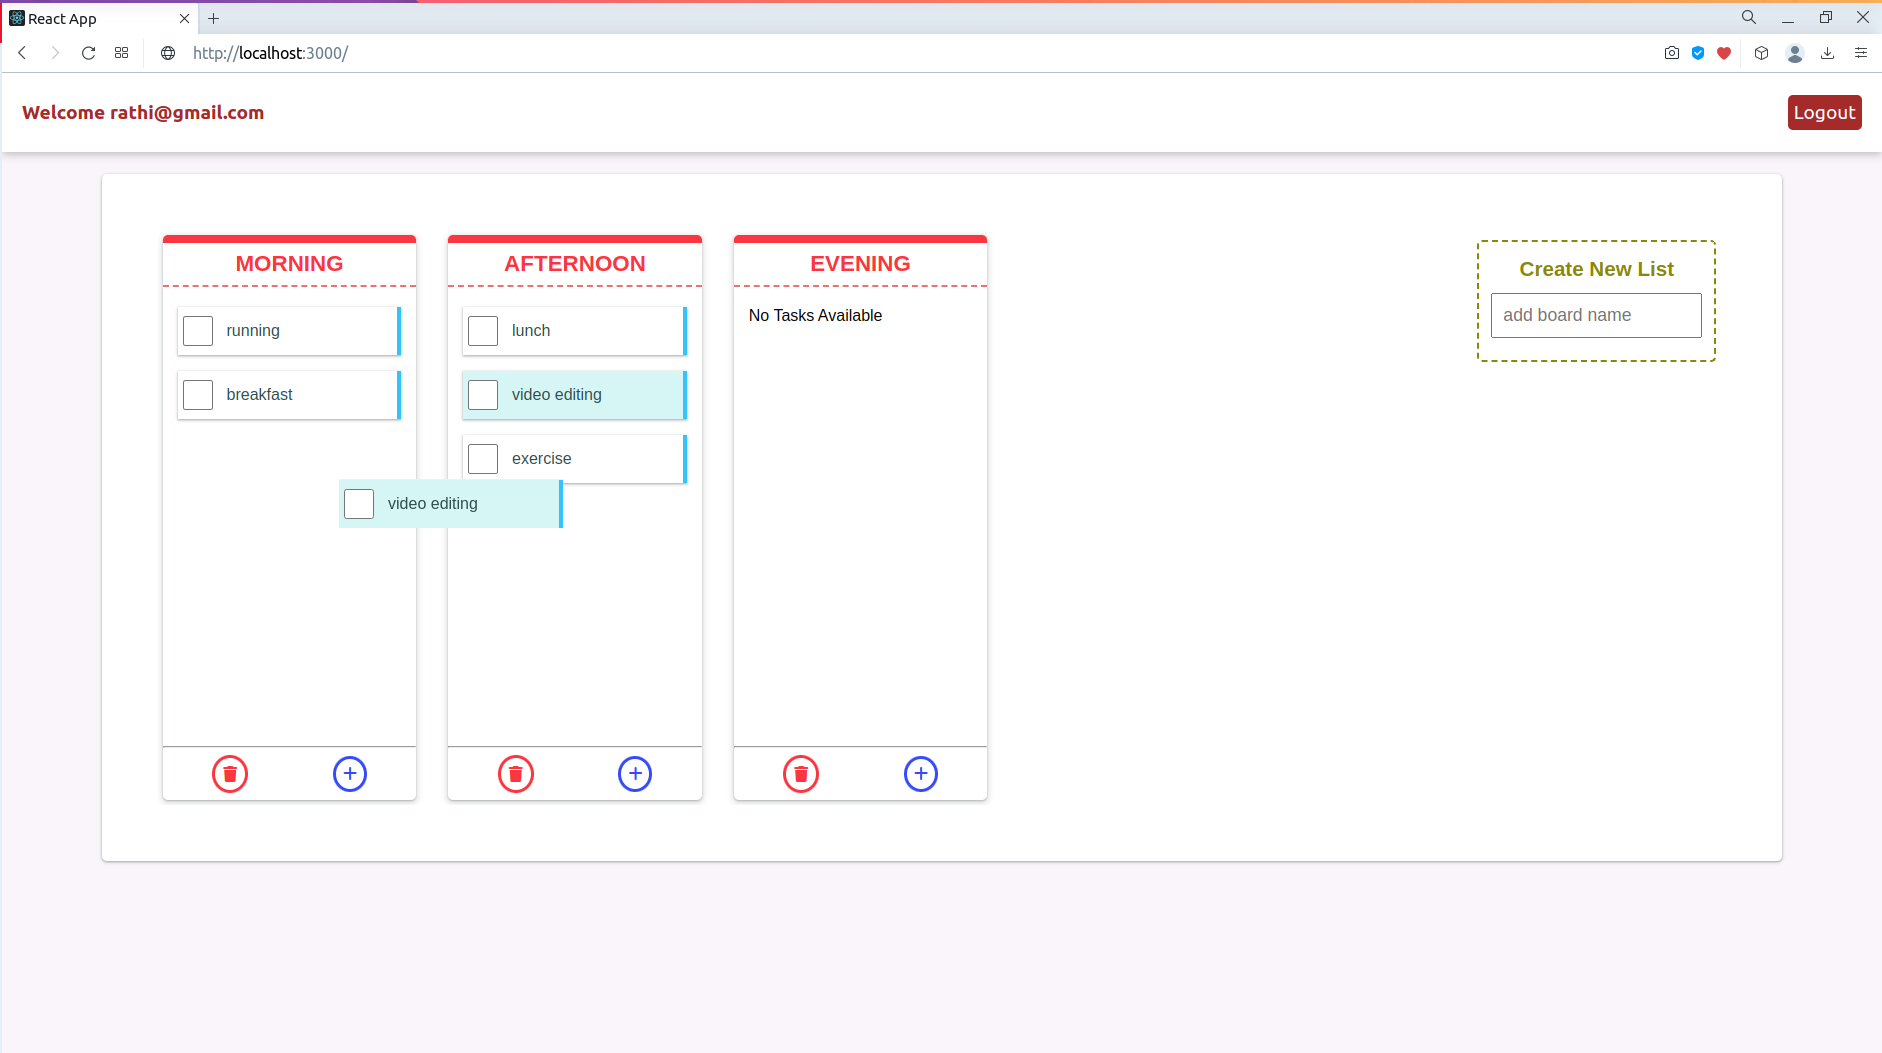 React App
http://localhost:3000/
Welcome rathi@gmail.com
Logout
MORNING
running
breakfast
AFTERNOON
lunch
video editing
exercise
video editing
EVENING
No Tasks Available
Create New List
add board name